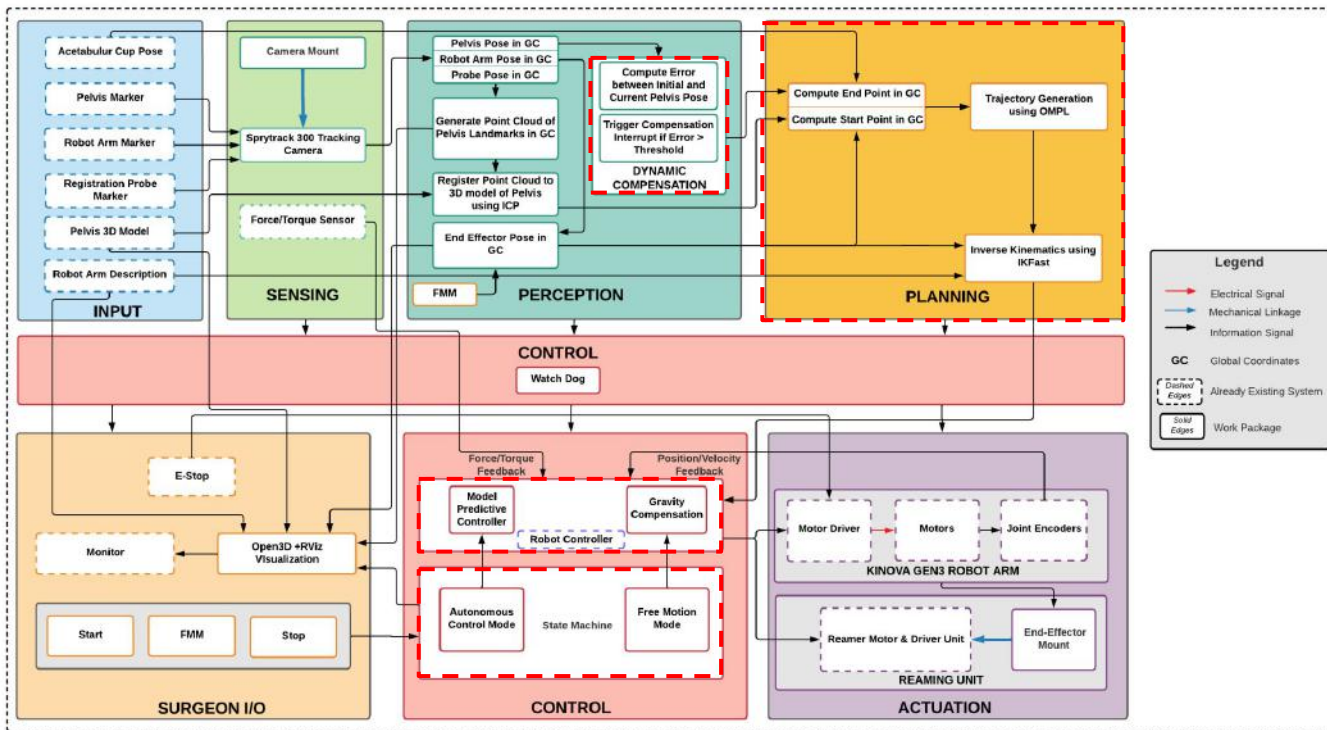 Acetabulur Cup Pose
Pelvis Marker
Robot Arm Marker
Registration Probe
Marker
Pelvis 3D Model
Robot Arm Description
INPUT
Camera Mount
Sprytrack 300 Tracking
Camera
Force/Torque Sensor
SENSING
Pelvis Pose in GC
Robot Arm Pose in GC
Probe Pose in GC
Generate Point Cloud of
Pelvis Landmarks in GC
Register Point Cloud to
3D model of Pelvis
using ICP
End Effector Pose in
GC
FMM
PERCEPTION
Compute Error
between Initial and
Current Pelvis Pose
Trigger Compensation
Interrupt if Error >
Threshold
DYNAMIC
COMPENSATION
Compute End Point in GC
Compute Start Point in GC
Trajectory Generation
using OMPL
Inverse Kinematics using
IKFast
PLANNING
Legend
Electrical Signal
Mechanical Linkage
Information Signal
GC Global Coordinates
Dashed
Edges
Already Existing System
Solid
Edges
Work Package
CONTROL
Watch Dog
E-Stop
Monitor
Open3D +RViz
Visualization
Start
FMM
Stop
SURGEON I/O
Force/Torque
Feedback
Position/Velocity
Feedback
Model
Predictive
Controller
Gravity
Compensation
Robot Controller
Autonomous
Control Mode
State Machine
Free Motion
Mode
CONTROL
Motor Driver
Motors
Joint Encoders
KINOVA GEN3 ROBOT ARM
Reamer Motor & Driver Unit
End-Effector
Mount
REAMING UNIT
ACTUATION